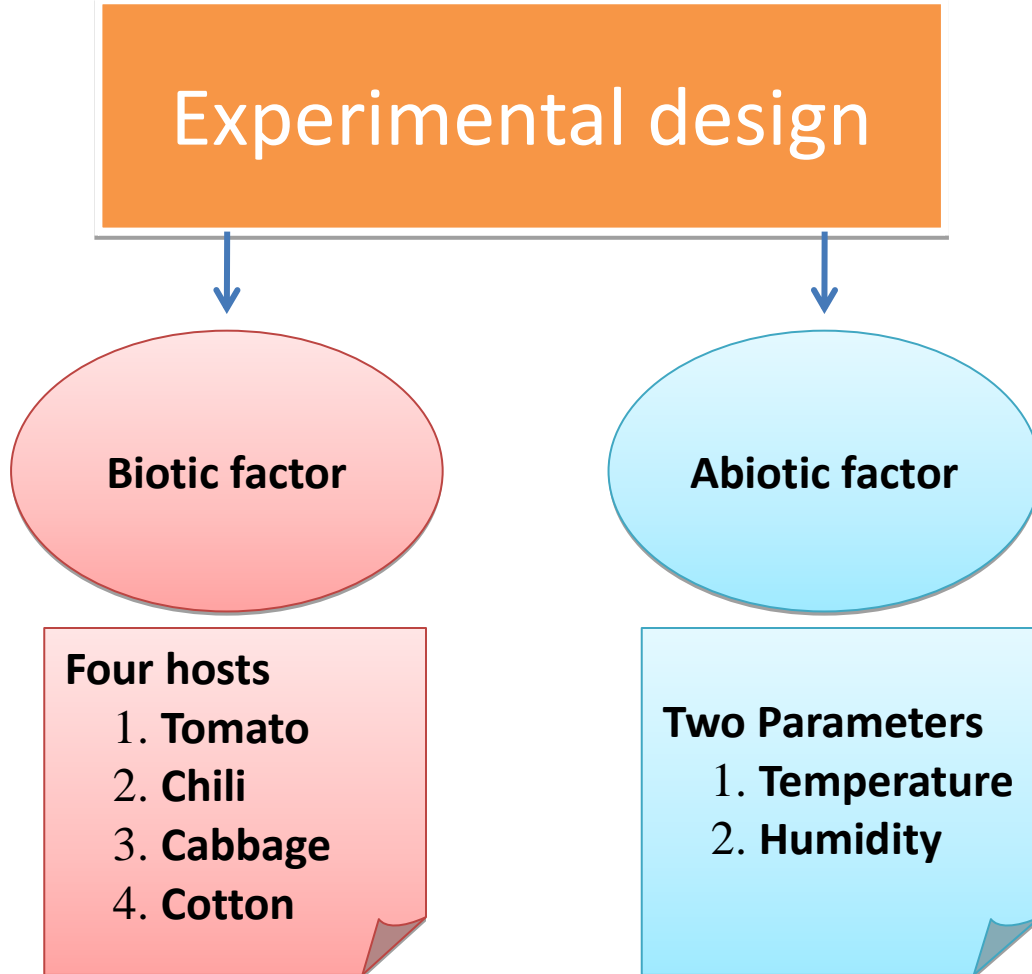 Experimental design
Biotic factor
Abiotic factor
Four hosts
1. Tomato
2. Chili
3. Cabbage
4. Cotton
Two Parameters
1. Temperature
2. Humidity